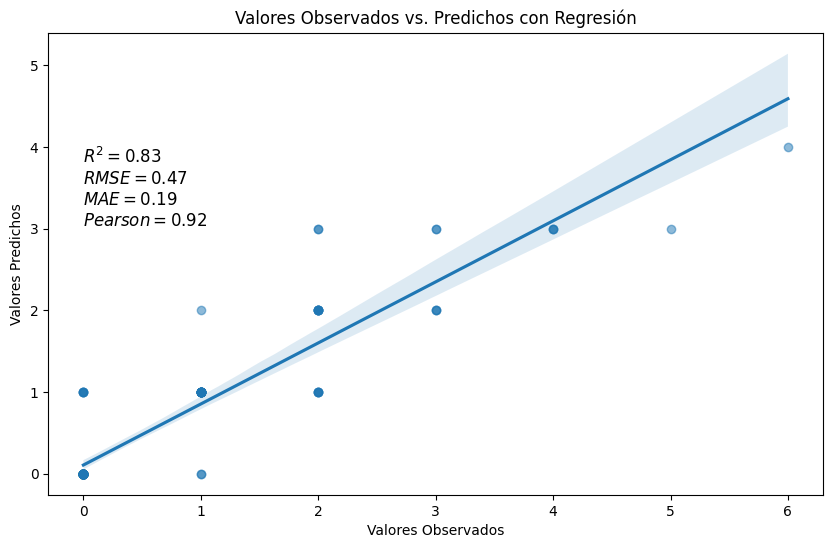 Valores Observados vs. Predichos con Regresión
5
4
3
2
1
0
Valores Predichos
R² = 0.83
RMSE = 0.47
MAE = 0.19
Pearson = 0.92
0 1 2 3 4 5 6
Valores Observados